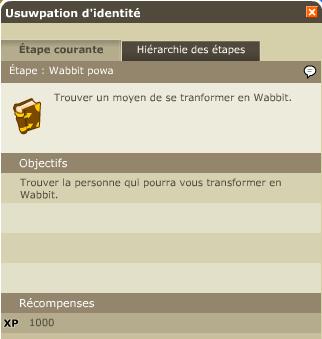 Usuwpation d'identité
Étape courante
Hiérarchie des étapes
Étape : Wabbit powa
Trouver un moyen de se tranformer en Wabbit.
Objectifs
Trouver la personne qui pourra vous transformer en
Wabbit.
Récompenses
XP 1000